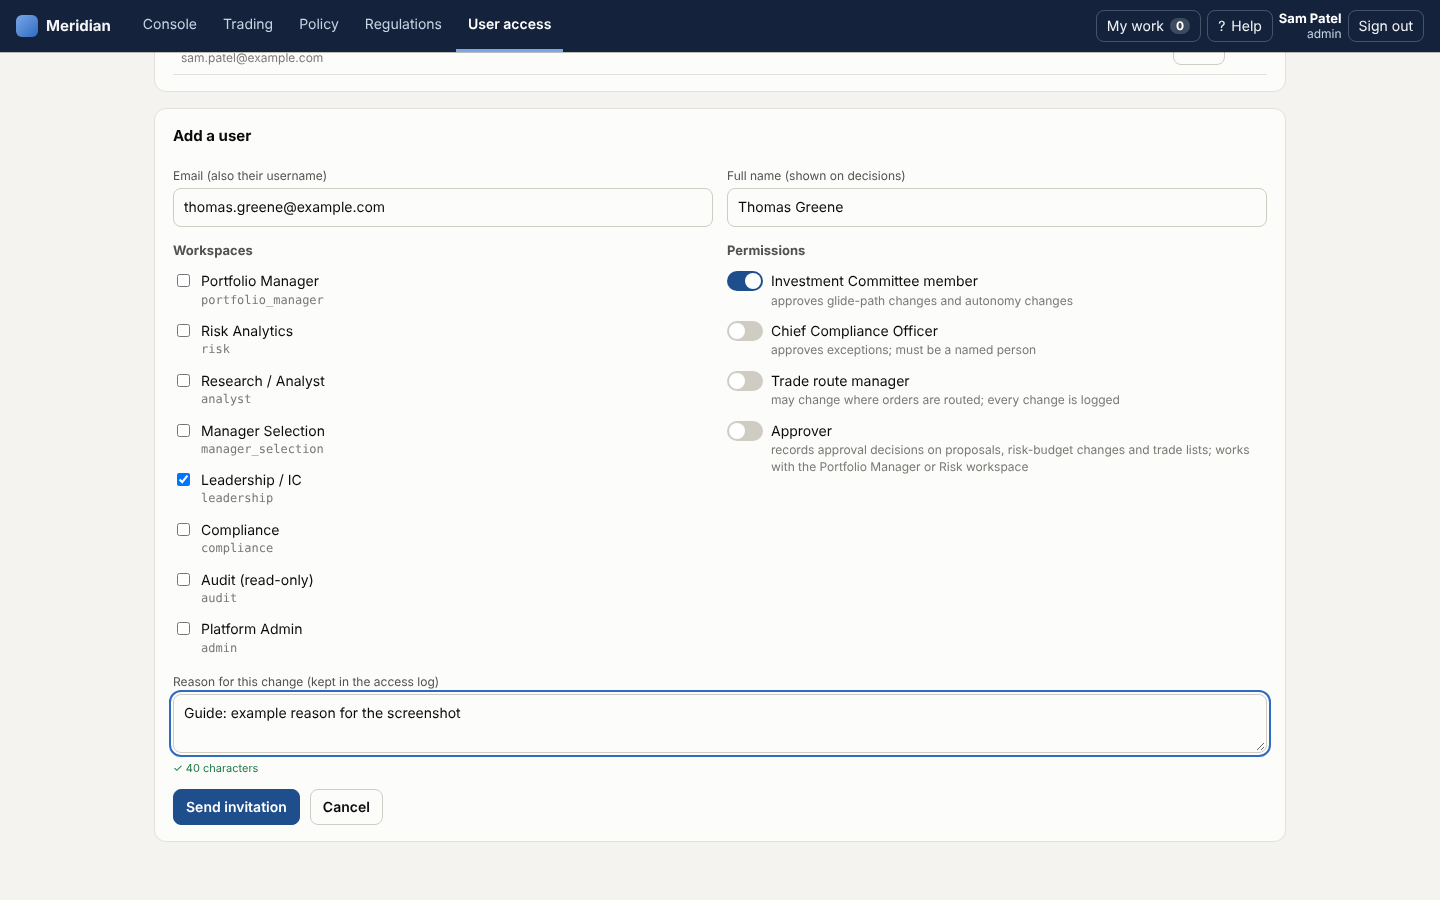 Meridian Console Trading Policy Regulations User access My work 0 ? Help Sam Patel admin Sign out
sam.patel@example.com
Add a user
Email (also their username) Full name (shown on decisions)
thomas.greene@example.com Thomas Greene
Workspaces
Portfolio Manager
portfolio_manager
Risk Analytics
risk
Research / Analyst
analyst
Manager Selection
manager_selection
Leadership / IC
leadership
Compliance
compliance
Audit (read-only)
audit
Platform Admin
admin
Permissions
Investment Committee member
approves glide-path changes and autonomy changes
Chief Compliance Officer
approves exceptions; must be a named person
Trade route manager
may change where orders are routed; every change is logged
Approver
records approval decisions on proposals, risk-budget changes and trade lists; works
with the Portfolio Manager or Risk workspace
Reason for this change (kept in the access log)
Guide: example reason for the screenshot
✓ 40 characters
Send invitation Cancel